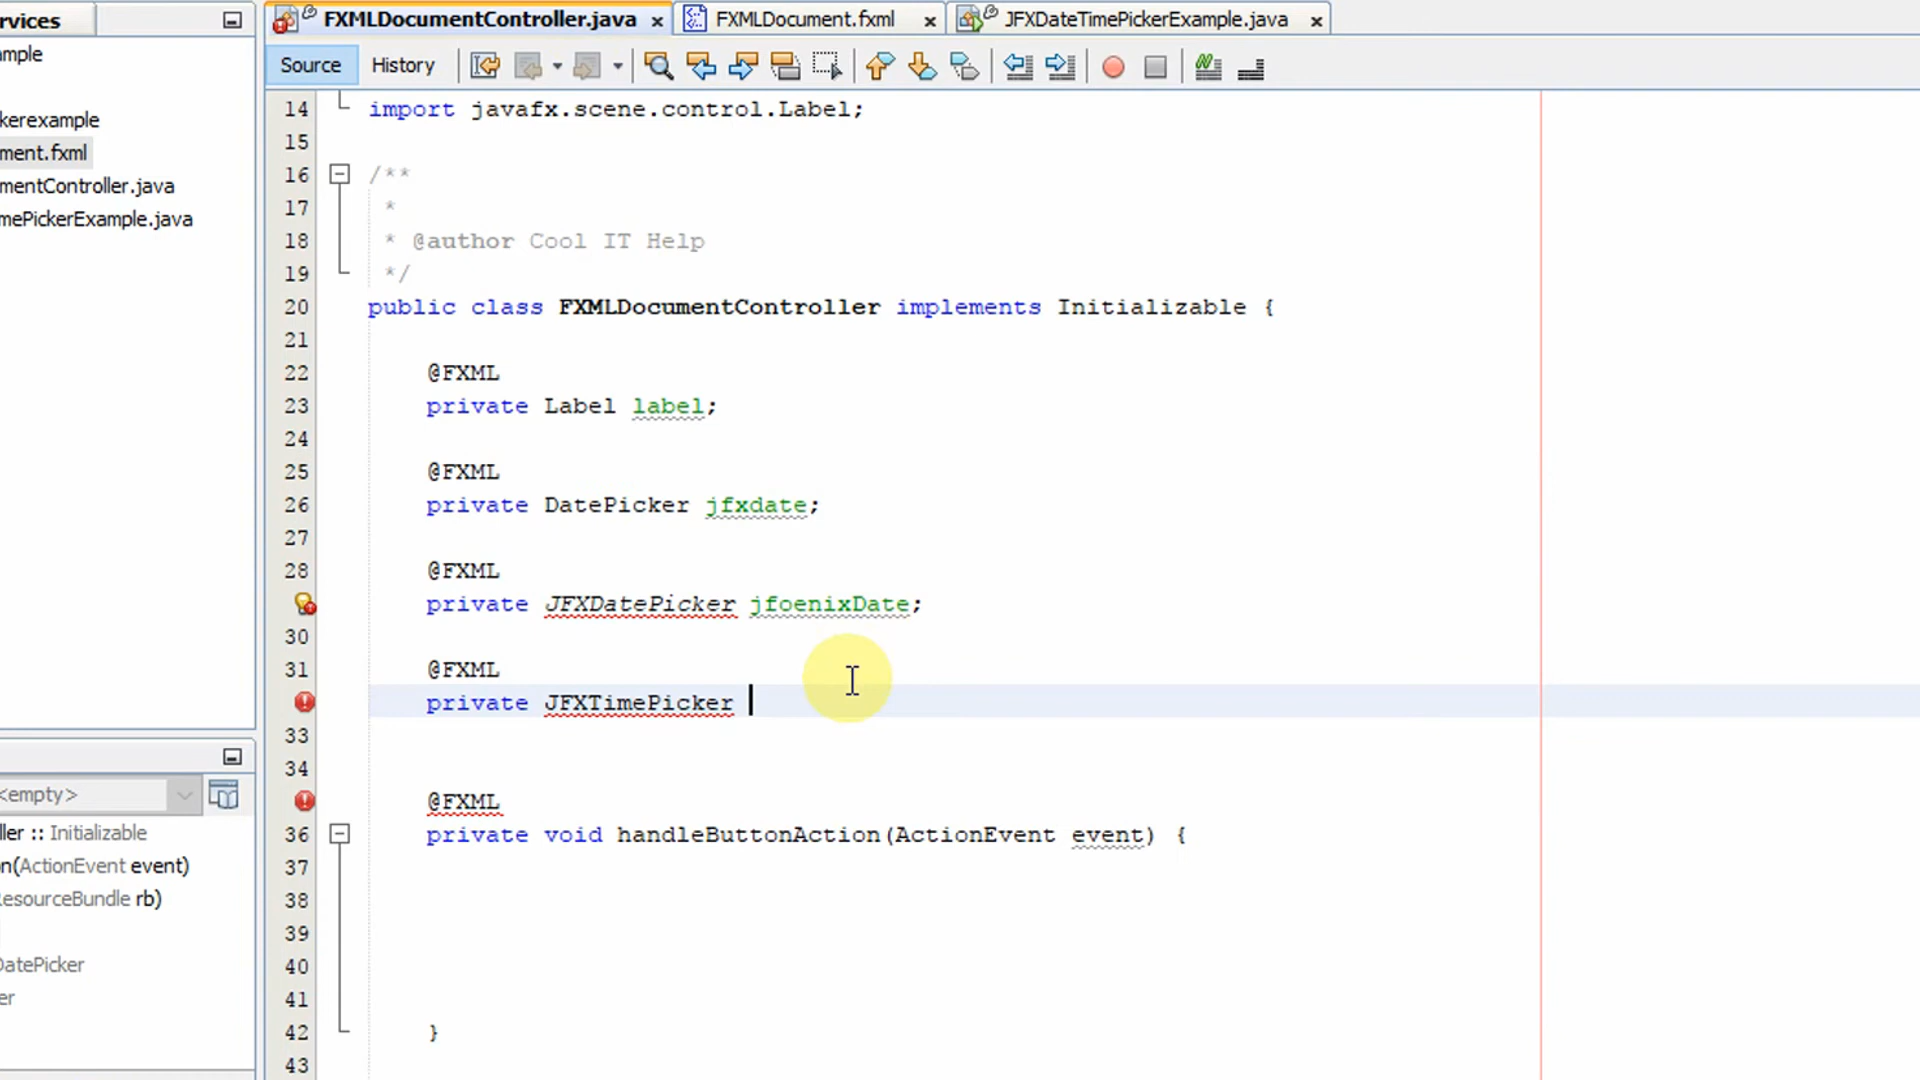 rvices
FXMLDocumentController.java
FXMLDocument.fxml
JFXDateTimePickerExample.java
Source
History
mple
kerexample
ment.fxml
mentController.java
mePickerExample.java
14 import javafx.scene.control.Label;
15
16 /**
17 *
18 * @author Cool IT Help
19 */
20 public class FXMLDocumentController implements Initializable {
21
22 @FXML
23 private Label label;
24
25 @FXML
26 private DatePicker jfxdate;
27
28 @FXML
private JFXDatePicker jfoenixDate;
30
31 @FXML
private JFXTimePicker
33
34
@FXML
36 private void handleButtonAction(ActionEvent event) {
37
38
39
40
41
42 }
43
<empty>
ller :: Initializable
n(ActionEvent event)
ResourceBundle rb)
DatePicker
er